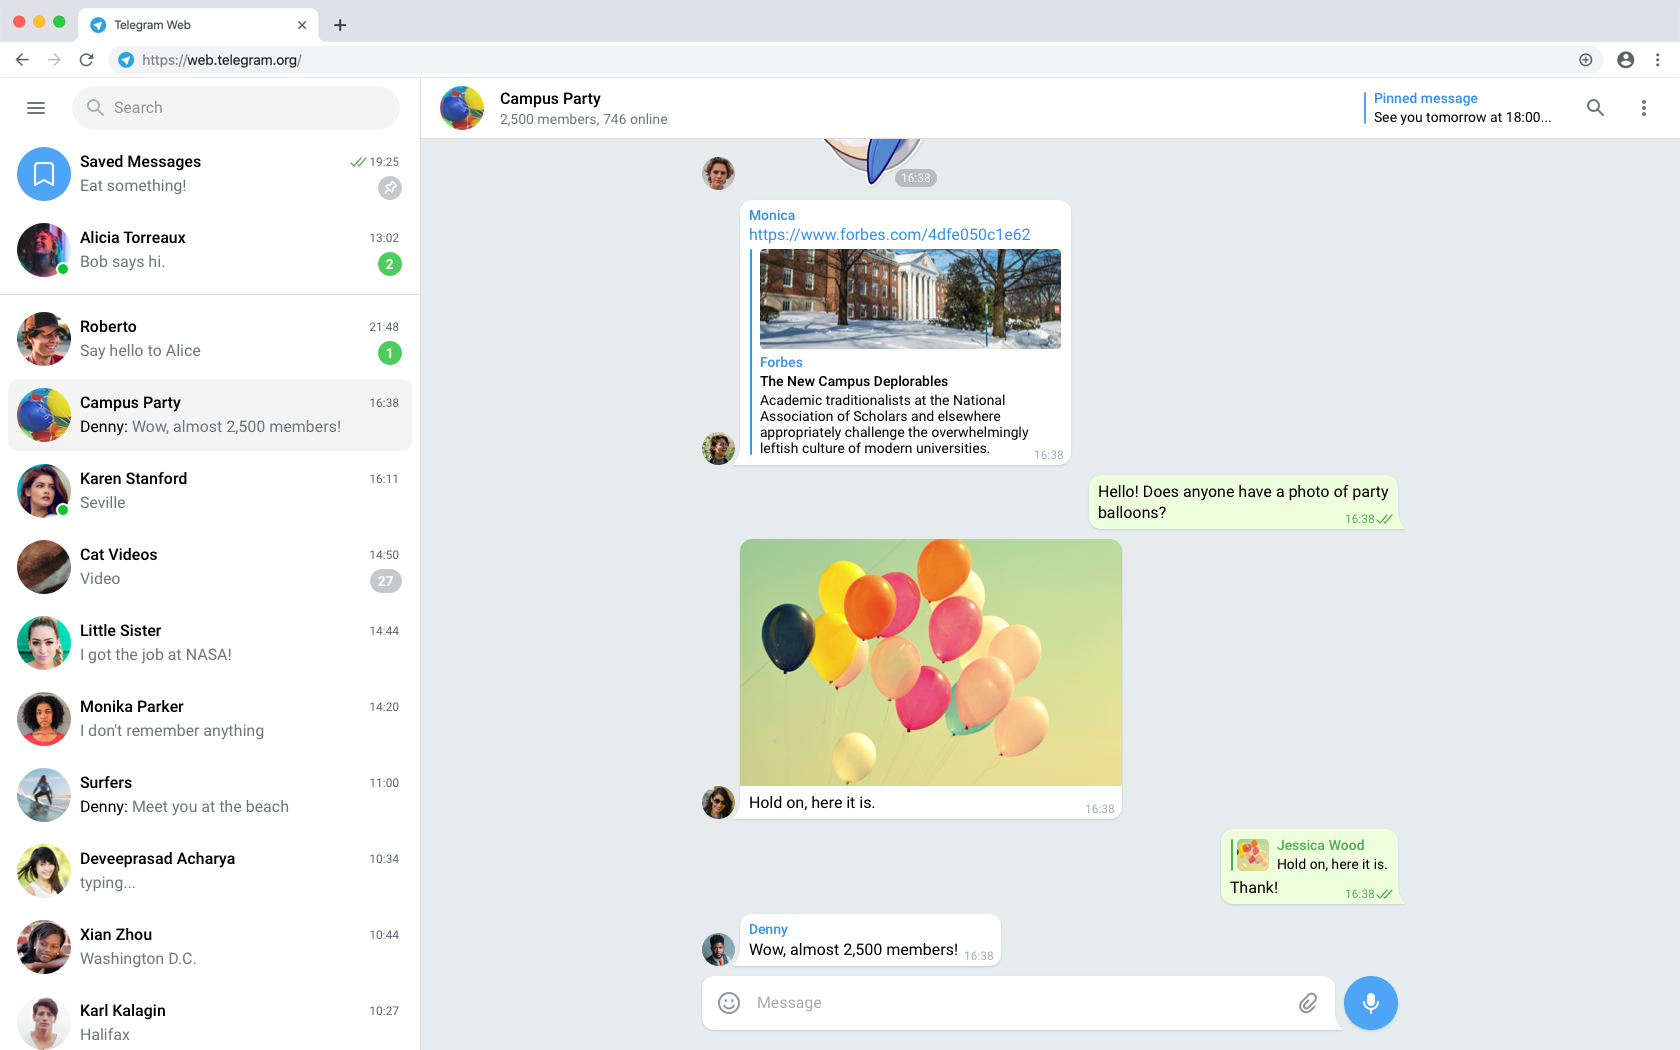 Telegram Web
https://web.telegram.org/
Search
Saved Messages
19:25
Eat something!
Alicia Torreaux
13:02
Bob says hi.
2
Roberto
21:48
Say hello to Alice
1
Campus Party
16:38
Denny: Wow, almost 2,500 members!
Karen Stanford
16:11
Seville
Cat Videos
14:50
Video
27
Little Sister
14:44
I got the job at NASA!
Monika Parker
14:20
I don't remember anything
Surfers
11:00
Denny: Meet you at the beach
Deveeprasad Acharya
10:34
typing...
Xian Zhou
10:44
Washington D.C.
Karl Kalagin
10:27
Halifax
Campus Party
2,500 members, 746 online
Pinned message
See you tomorrow at 18:00...
16:38
Monica
https://www.forbes.com/4dfe050c1e62
Forbes
The New Campus Deplorables
Academic traditionalists at the National
Association of Scholars and elsewhere
appropriately challenge the overwhelmingly
leftish culture of modern universities.
16:38
Hello! Does anyone have a photo of party
balloons?
16:38
Hold on, here it is.
16:38
Jessica Wood
Hold on, here it is.
Thank!
16:38
Denny
Wow, almost 2,500 members!
16:38
Message